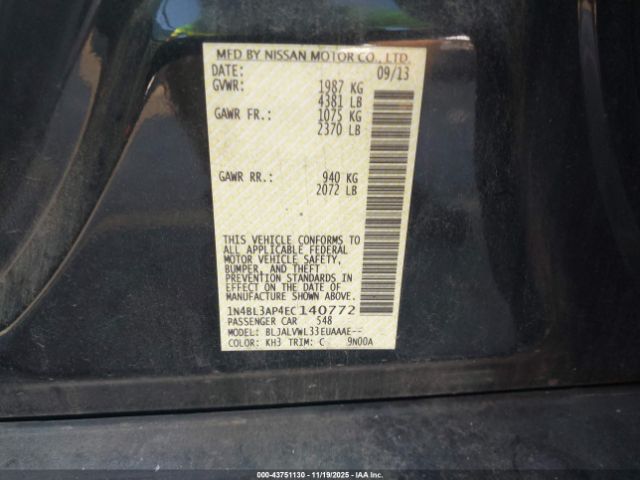 MFD BY NISSAN MOTOR CO., LTD.
DATE: 09/13
GVWR: 1987 KG
4381 LB
GAWR FR.: 1075 KG
2370 LB
GAWR RR.: 940 KG
2072 LB
THIS VEHICLE CONFORMS TO
ALL APPLICABLE FEDERAL
MOTOR VEHICLE SAFETY,
BUMPER, AND THEFT
PREVENTION STANDARDS IN
EFFECT ON THE DATE OF
MANUFACTURE SHOWN ABOVE.
1N4BL3AP4EC140772
PASSENGER CAR 548
MODEL: BLJALVWL33EUAAAE--
COLOR: KH3 TRIM: C 9N00A
000-43751130 - 11/19/2025 - IAA Inc.